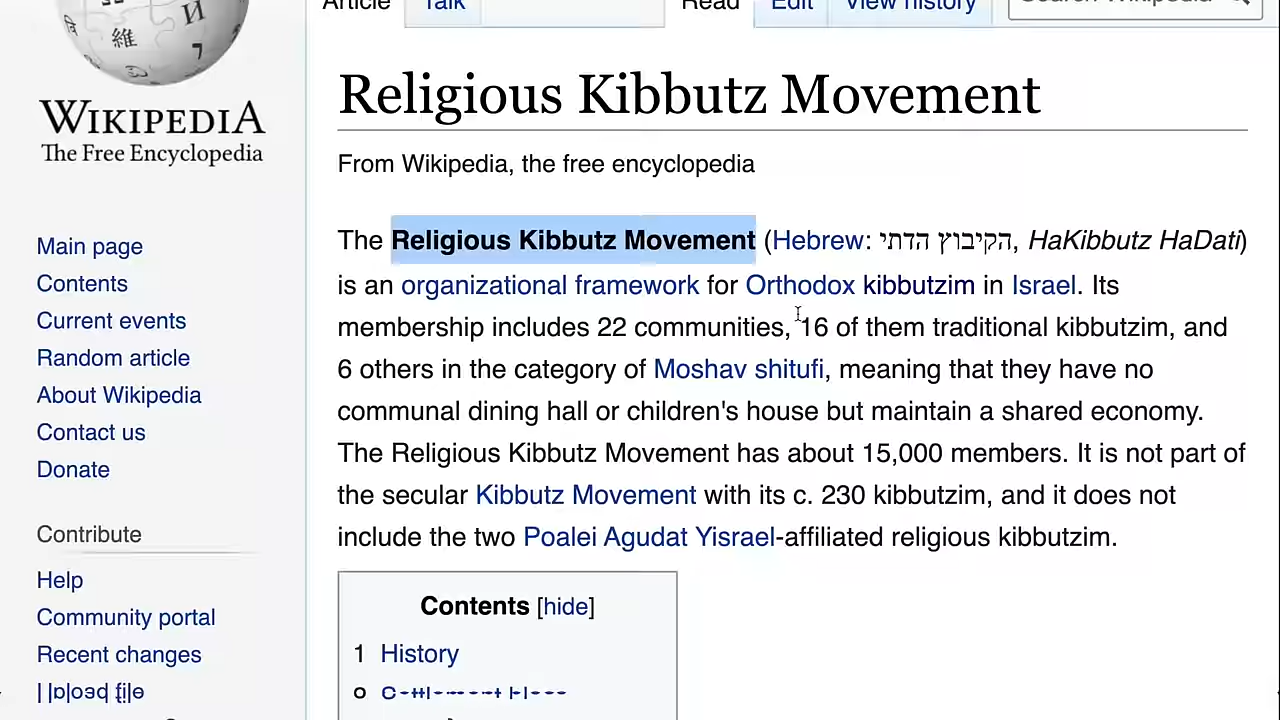 Article Talk Read Edit View history Search Wikipedia
WIKIPEDIA
The Free Encyclopedia
Main page
Contents
Current events
Random article
About Wikipedia
Contact us
Donate
Contribute
Help
Community portal
Recent changes
Religious Kibbutz Movement
From Wikipedia, the free encyclopedia
The Religious Kibbutz Movement (Hebrew: הקיבוץ הדתי, HaKibbutz HaDati)
is an organizational framework for Orthodox kibbutzim in Israel. Its
membership includes 22 communities, 16 of them traditional kibbutzim, and
6 others in the category of Moshav shitufi, meaning that they have no
communal dining hall or children's house but maintain a shared economy.
The Religious Kibbutz Movement has about 15,000 members. It is not part of
the secular Kibbutz Movement with its c. 230 kibbutzim, and it does not
include the two Poalei Agudat Yisrael-affiliated religious kibbutzim.
Contents [hide]
1 History